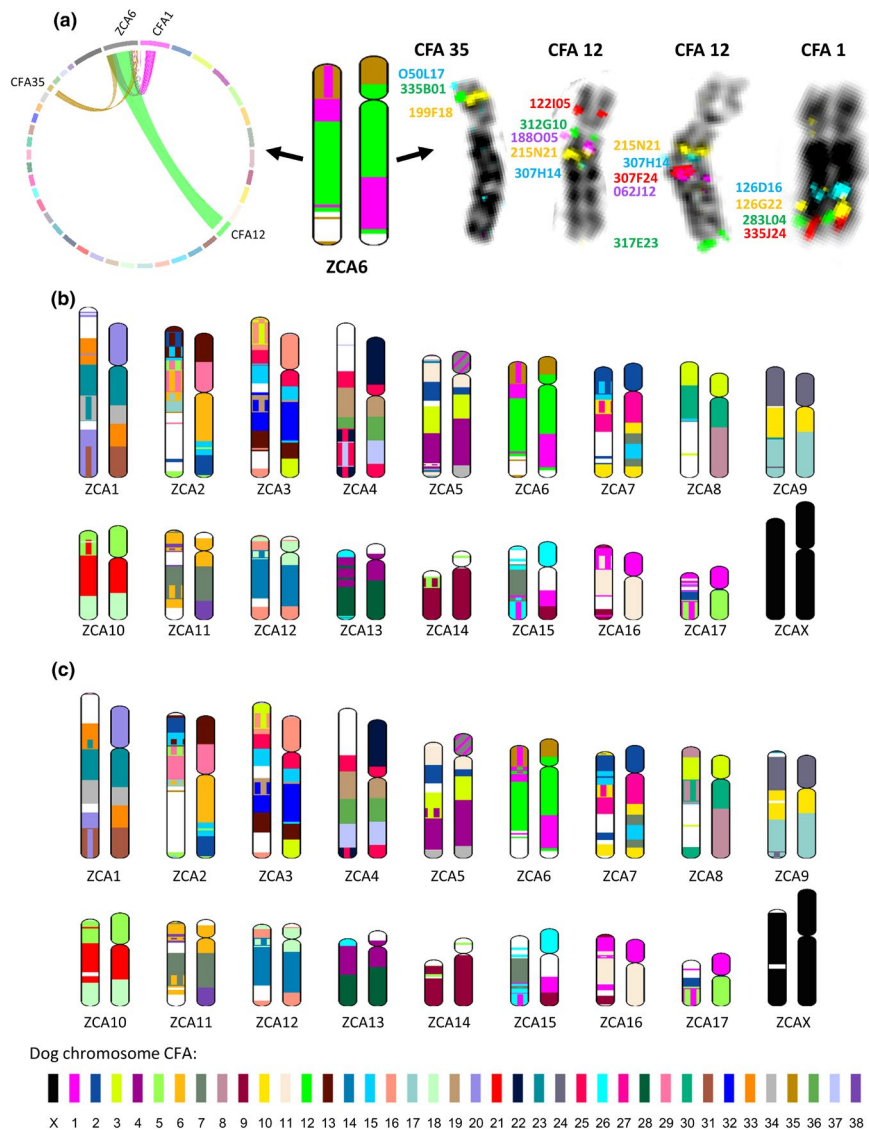 (a)
ZCA6
CFA1
CFA35
CFA12
ZCA6
CFA 35
CFA 12
CFA 12
CFA 1
O50L17
335B01
199F18
122I05
312G10
188O05
215N21
307H14
215N21
307H14
307F24
062J12
317E23
126D16
126G22
283L04
335J24
(b)
ZCA1 ZCA2 ZCA3 ZCA4 ZCA5 ZCA6 ZCA7 ZCA8 ZCA9
ZCA10 ZCA11 ZCA12 ZCA13 ZCA14 ZCA15 ZCA16 ZCA17 ZCAX
(c)
ZCA1 ZCA2 ZCA3 ZCA4 ZCA5 ZCA6 ZCA7 ZCA8 ZCA9
ZCA10 ZCA11 ZCA12 ZCA13 ZCA14 ZCA15 ZCA16 ZCA17 ZCAX
Dog chromosome CFA:
X 1 2 3 4 5 6 7 8 9 10 11 12 13 14 15 16 17 18 19 20 21 22 23 24 25 26 27 28 29 30 31 32 33 34 35 36 37 38